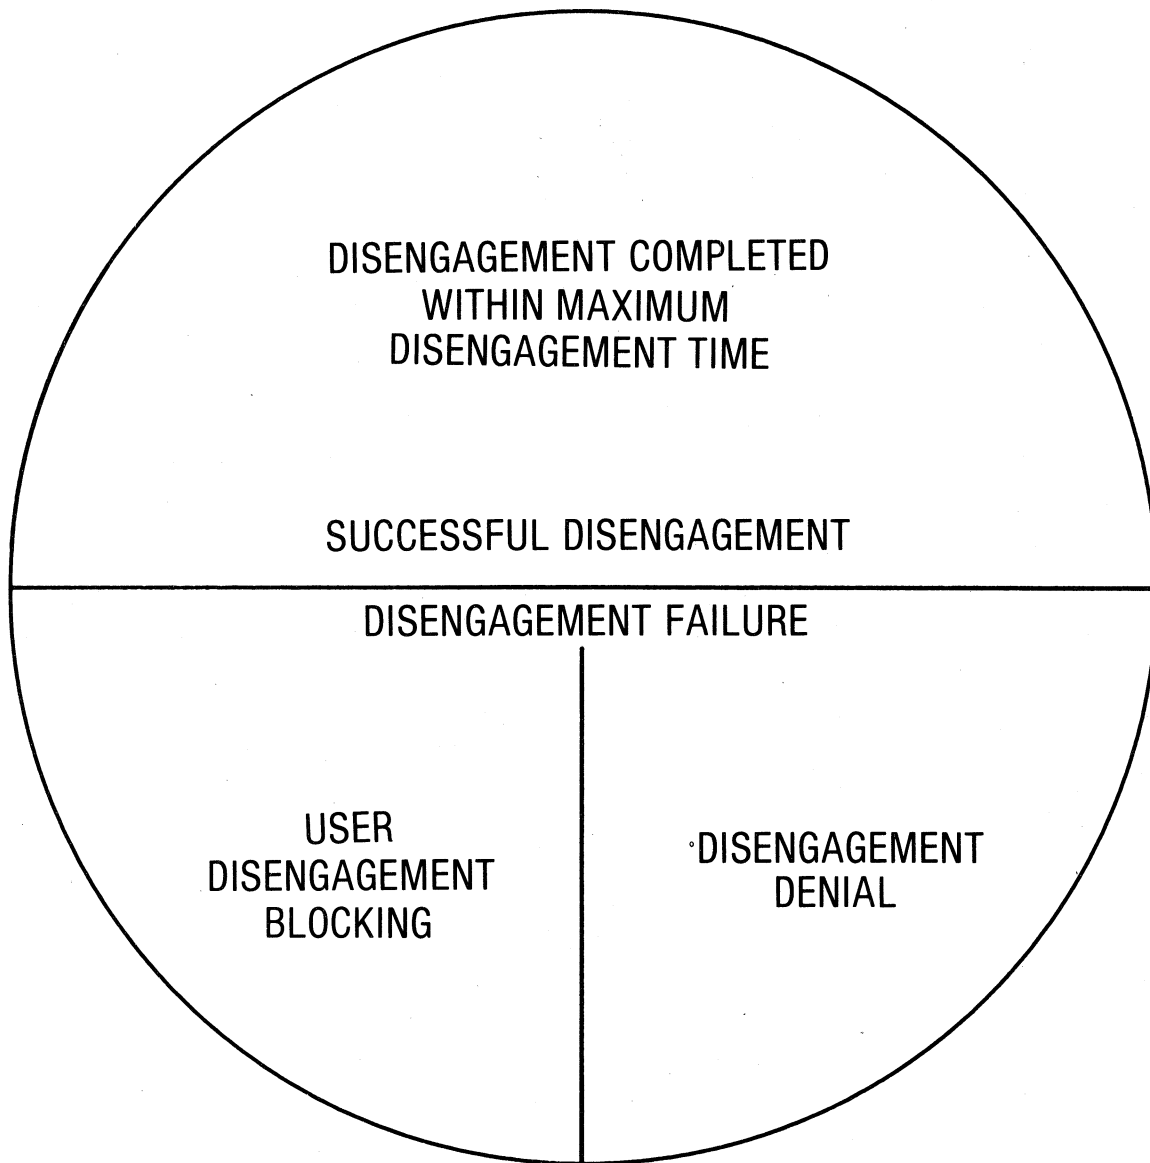 DISENGAGEMENT COMPLETED
WITHIN MAXIMUM
DISENGAGEMENT TIME
SUCCESSFUL DISENGAGEMENT
DISENGAGEMENT FAILURE
USER
DISENGAGEMENT
BLOCKING
DISENGAGEMENT
DENIAL